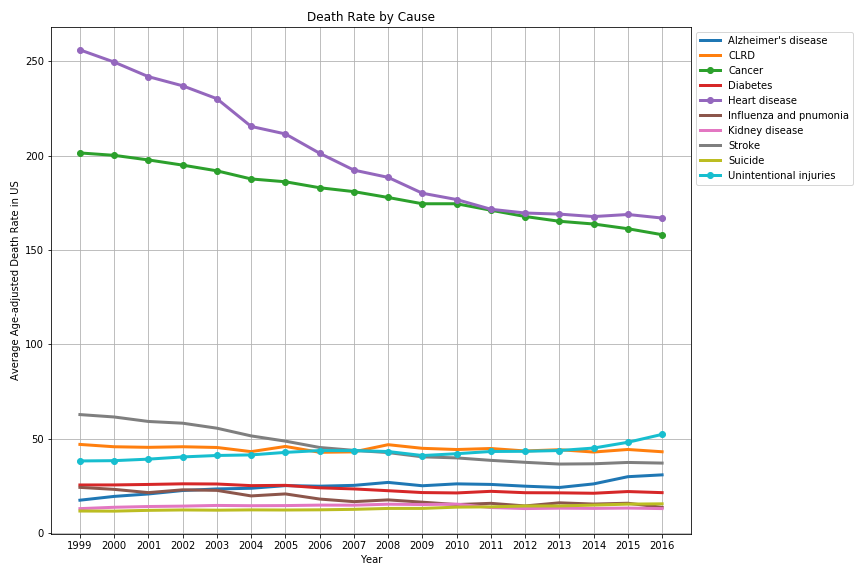 Death Rate by Cause
Average Age-adjusted Death Rate in US
250
200
150
100
50
0
1999 2000 2001 2002 2003 2004 2005 2006 2007 2008 2009 2010 2011 2012 2013 2014 2015 2016
Year
Alzheimer's disease
CLRD
Cancer
Diabetes
Heart disease
Influenza and pnumonia
Kidney disease
Stroke
Suicide
Unintentional injuries